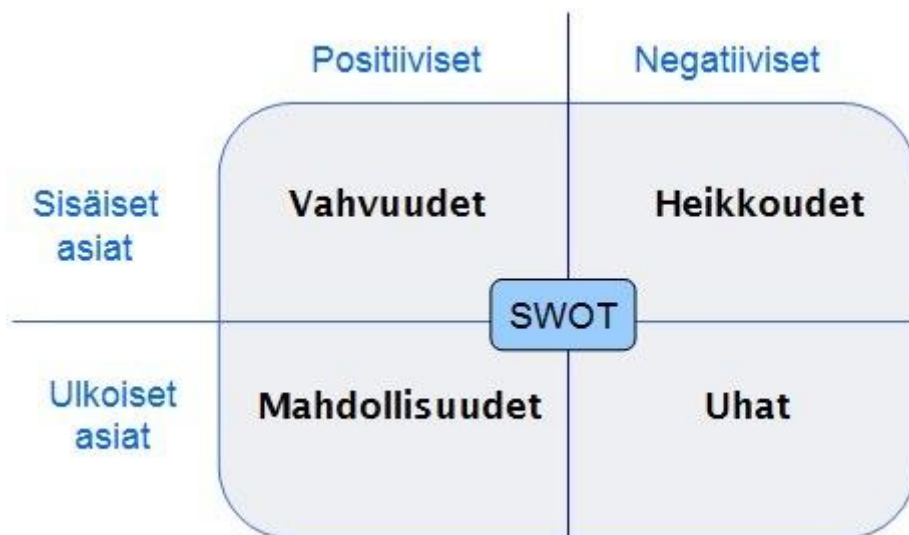 Positiiviset
Negatiiviset
Sisäiset
asiat
Vahvuudet
Heikkoudet
SWOT
Ulkoiset
asiat
Mahdollisuudet
Uhat